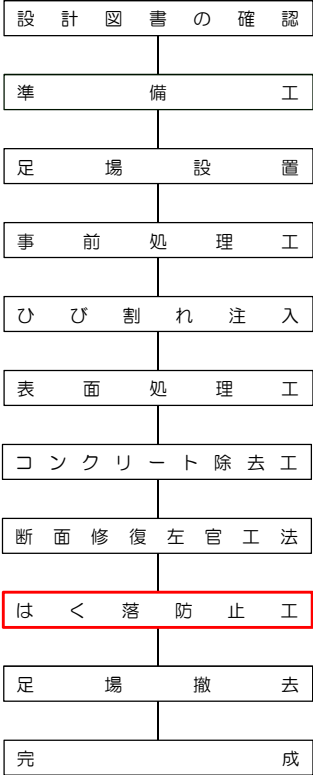 設計図書の確認
準備工
足場設置
事前処理工
ひび割れ注入
表面処理工
コンクリート除去工
断面修復左官工法
はく落防止工
足場撤去
完成